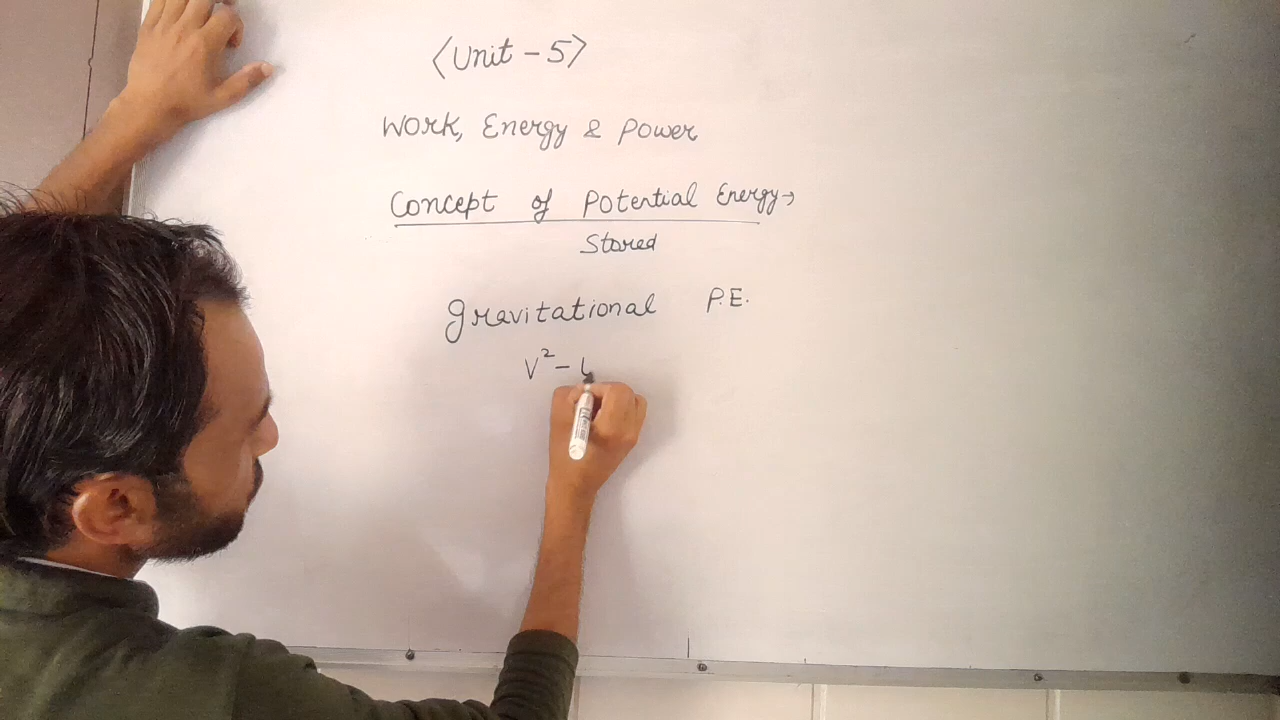 <Unit - 5>
Work, Energy & Power
Concept of Potential Energy→
Stored
Gravitational P.E.
V² - u